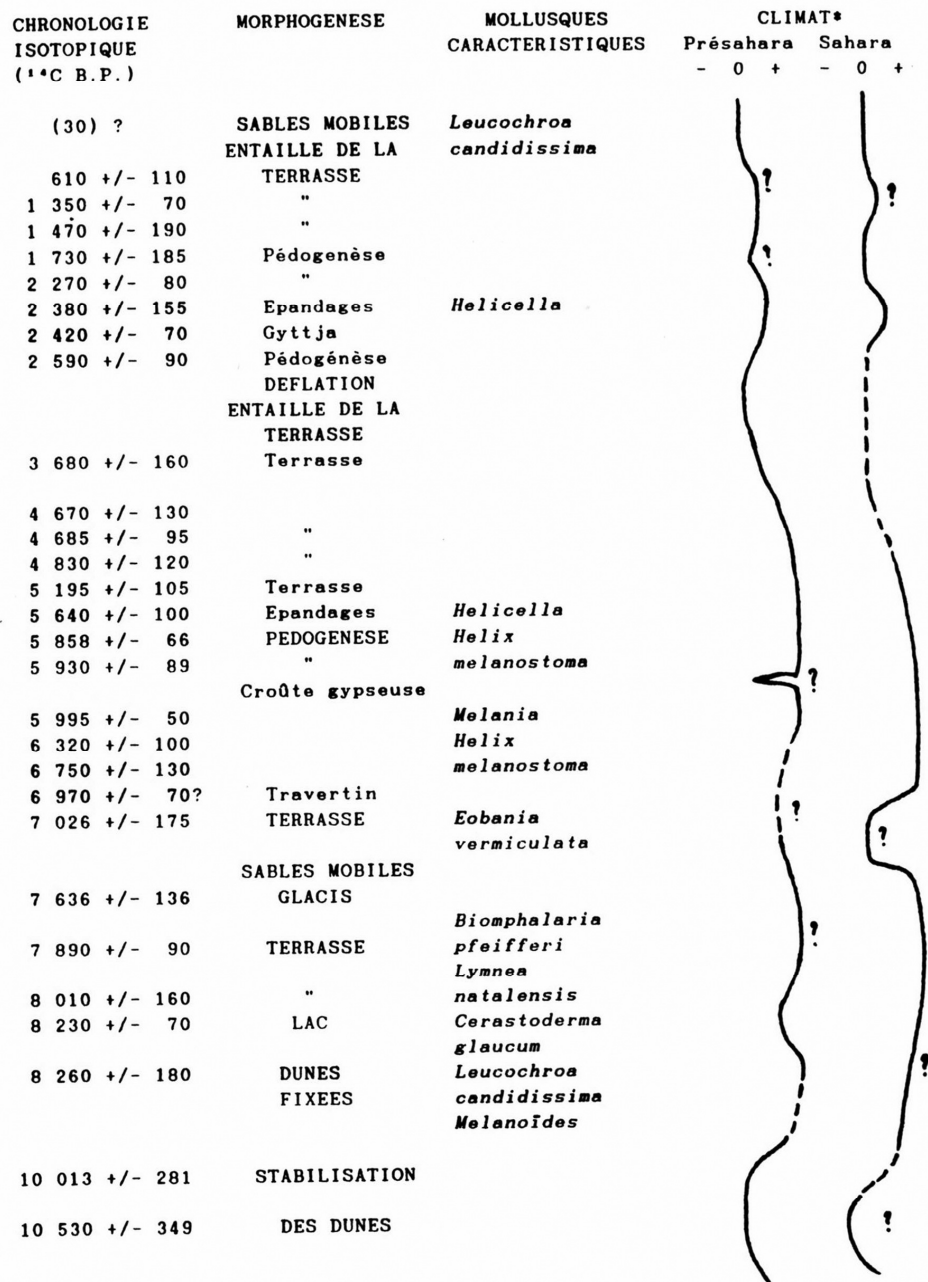 CHRONOLOGIE MORPHOGENESE MOLLUSQUES CLIMAT*
ISOTOPIQUE CARACTERISTIQUES Présahara Sahara
(¹⁴C B.P.) - 0 + - 0 +
(30) ? SABLES MOBILES Leucochroa
ENTAILLE DE LA candidissima
610 +/- 110 TERRASSE ? ?
1 350 +/- 70 "
1 470 +/- 190 "
1 730 +/- 185 Pédogenèse ?
2 270 +/- 80 "
2 380 +/- 155 Epandages Helicella
2 420 +/- 70 Gyttja
2 590 +/- 90 Pédogénèse
DEFLATION
ENTAILLE DE LA
TERRASSE
3 680 +/- 160 Terrasse
4 670 +/- 130
4 685 +/- 95 "
4 830 +/- 120 "
5 195 +/- 105 Terrasse
5 640 +/- 100 Epandages Helicella
5 858 +/- 66 PEDOGENESE Helix
5 930 +/- 89 " melanostoma
Croûte gypseuse ?
5 995 +/- 50 Melania
6 320 +/- 100 Helix
6 750 +/- 130 melanostoma
6 970 +/- 70? Travertin ?
7 026 +/- 175 TERRASSE Eobania
vermiculata ?
SABLES MOBILES
7 636 +/- 136 GLACIS
Biomphalaria ?
7 890 +/- 90 TERRASSE pfeifferi
Lymnea
8 010 +/- 160 " natalensis
8 230 +/- 70 LAC Cerastoderma
glaucum ?
8 260 +/- 180 DUNES Leucochroa
FIXEES candidissima
Melanoïdes
10 013 +/- 281 STABILISATION
10 530 +/- 349 DES DUNES ?